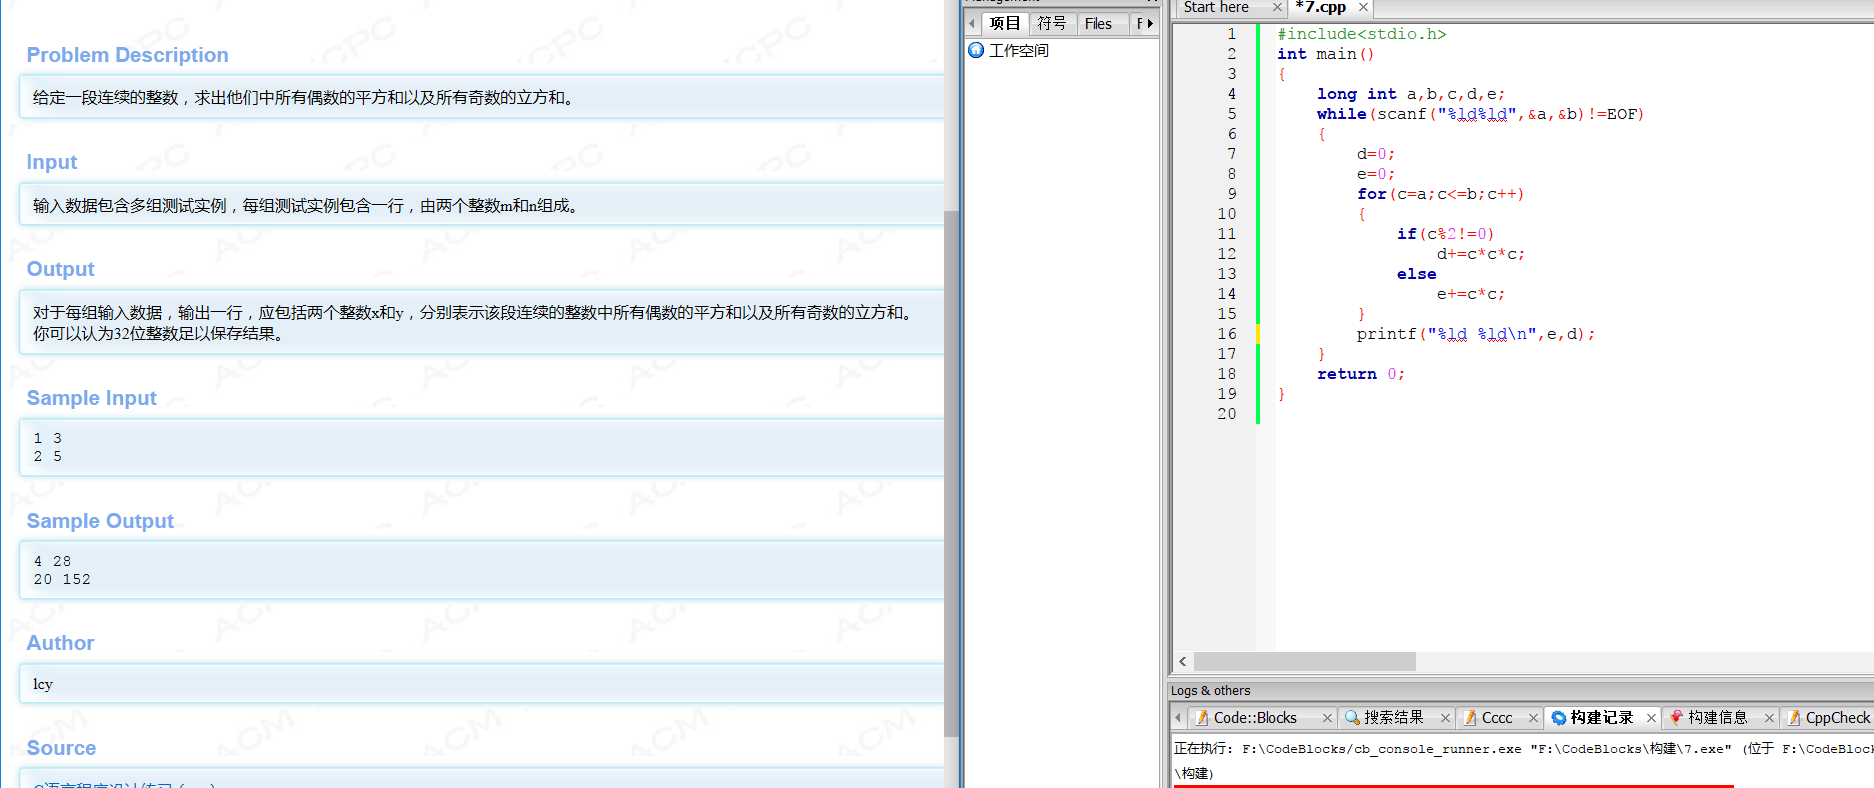 Problem Description
给定一段连续的整数，求出他们中所有偶数的平方和以及所有奇数的立方和。
Input
输入数据包含多组测试实例，每组测试实例包含一行，由两个整数m和n组成。
Output
对于每组输入数据，输出一行，应包括两个整数x和y，分别表示该段连续的整数中所有偶数的平方和以及所有奇数的立方和。
你可以认为32位整数足以保存结果。
Sample Input
1 3
2 5
Sample Output
4 28
20 152
Author
lcy
Source
项目 符号 Files F
工作空间
Start here *7.cpp
1 #include<stdio.h>
2 int main()
3 {
4 long int a,b,c,d,e;
5 while(scanf("%ld%ld",&a,&b)!=EOF)
6 {
7 d=0;
8 e=0;
9 for(c=a;c<=b;c++)
10 {
11 if(c%2!=0)
12 d+=c*c*c;
13 else
14 e+=c*c;
15 }
16 printf("%ld %ld\n",e,d);
17 }
18 return 0;
19 }
20
Logs & others
Code::Blocks 搜索结果 Cccc 构建记录 构建信息 CppCheck
正在执行: F:\CodeBlocks/cb_console_runner.exe "F:\CodeBlocks\构建\7.exe" (位于 F:\CodeBlock
\构建)